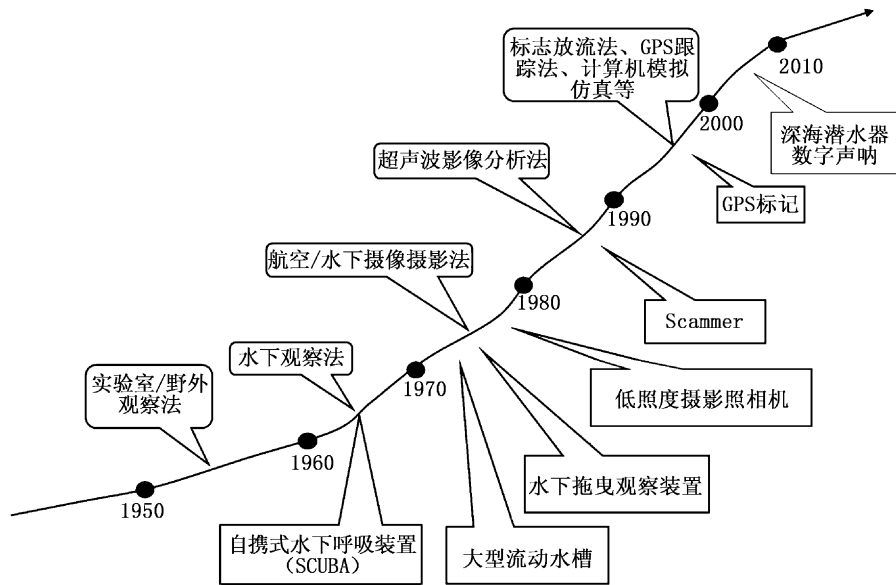 标志放流法、GPS跟
踪法、计算机模拟
仿真等
2010
2000
深海潜水器
数字声呐
超声波影像分析法
GPS标记
1990
航空/水下摄像摄影法
1980
Scammer
水下观察法
1970
实验室/野外
观察法
低照度摄影照相机
1960
水下拖曳观察装置
1950
自携式水下呼吸装置
（SCUBA）
大型流动水槽